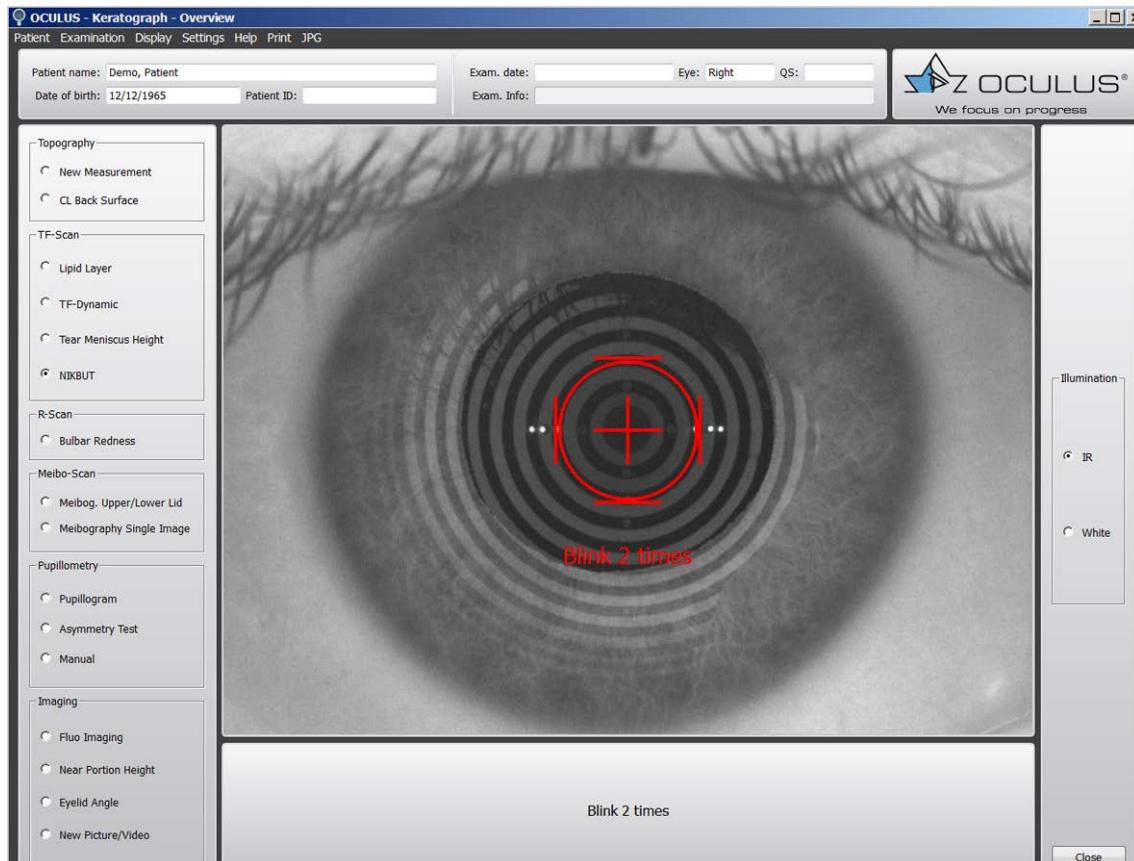 OCULUS - Keratograph - Overview
Patient Examination Display Settings Help Print JPG
Patient name: Demo, Patient
Date of birth: 12/12/1965 Patient ID:
Exam. date: Eye: Right QS:
Exam. Info:
OCULUS®
We focus on progress
Topography
New Measurement
CL Back Surface
TF-Scan
Lipid Layer
TF-Dynamic
Tear Meniscus Height
NIKBUT
R-Scan
Bulbar Redness
Meibo-Scan
Meibog. Upper/Lower Lid
Meibography Single Image
Pupillometry
Pupillogram
Asymmetry Test
Manual
Imaging
Fluo Imaging
Near Portion Height
Eyelid Angle
New Picture/Video
Blink 2 times
Blink 2 times
Illumination
IR
White
Close